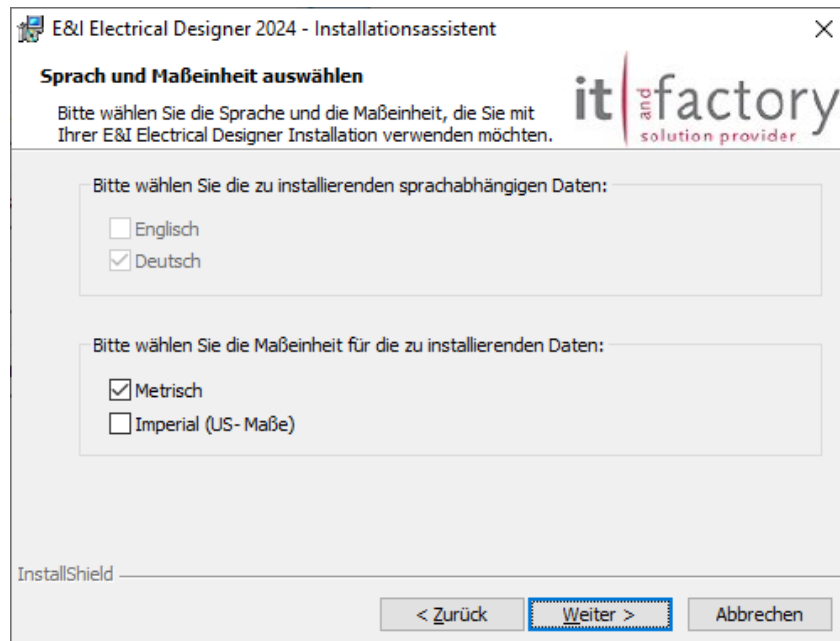 E&I Electrical Designer 2024 - Installationsassistent
Sprach und Maßeinheit auswählen
Bitte wählen Sie die Sprache und die Maßeinheit, die Sie mit
Ihrer E&I Electrical Designer Installation verwenden möchten.
it and factory
solution provider
Bitte wählen Sie die zu installierenden sprachabhängigen Daten:
Englisch
Deutsch
Bitte wählen Sie die Maßeinheit für die zu installierenden Daten:
Metrisch
Imperial (US- Maße)
InstallShield
< Zurück Weiter > Abbrechen